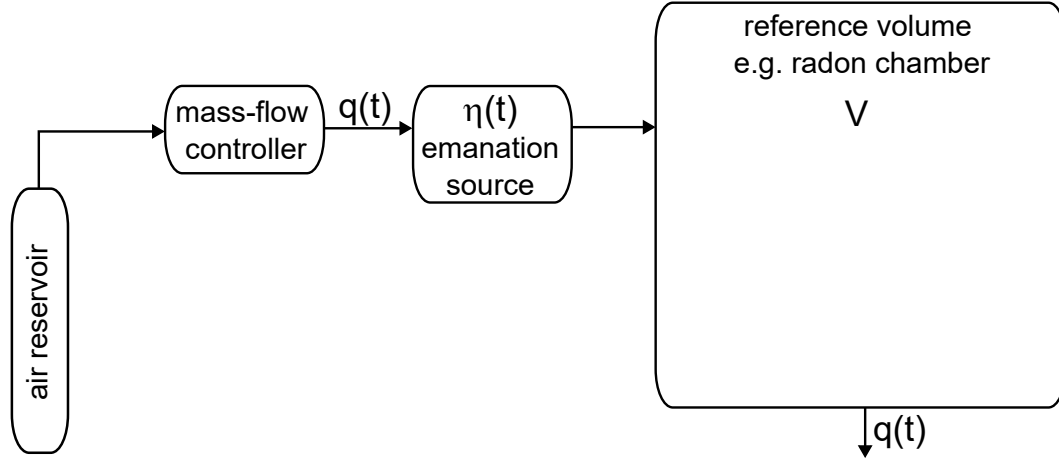 reference volume
e.g. radon chamber
V
mass-flow
controller
q(t)
η(t)
emanation
source
air reservoir
q(t)